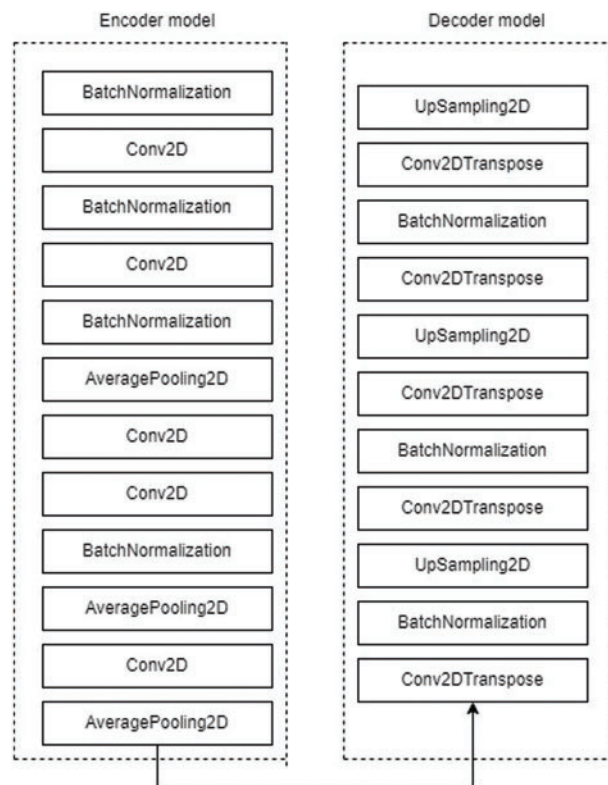 Encoder model
BatchNormalization
Conv2D
BatchNormalization
Conv2D
BatchNormalization
AveragePooling2D
Conv2D
Conv2D
BatchNormalization
AveragePooling2D
Conv2D
AveragePooling2D
Decoder model
UpSampling2D
Conv2DTranspose
BatchNormalization
Conv2DTranspose
UpSampling2D
Conv2DTranspose
BatchNormalization
Conv2DTranspose
UpSampling2D
BatchNormalization
Conv2DTranspose